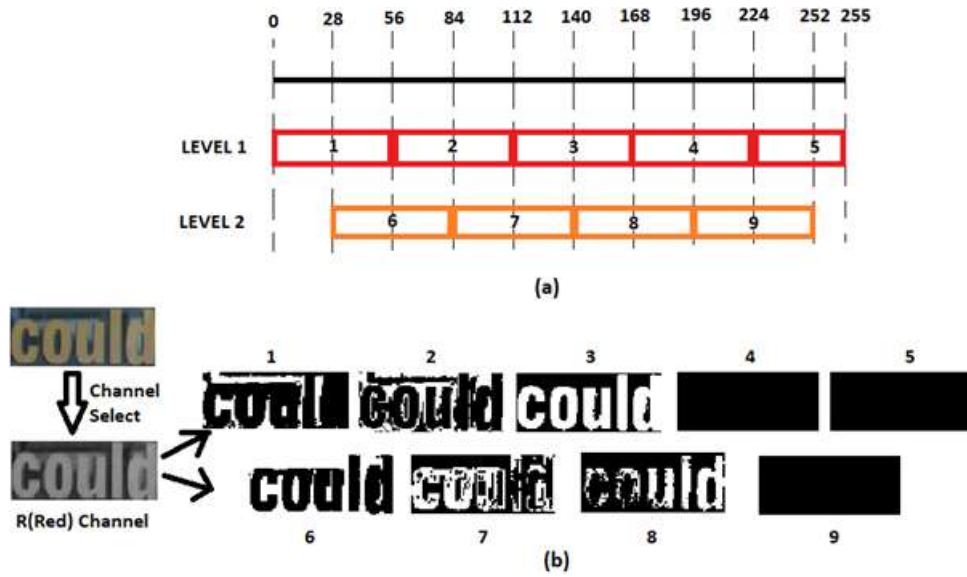 0 28 56 84 112 140 168 196 224 252 255
LEVEL 1 1 2 3 4 5
LEVEL 2 6 7 8 9
(a)
could
Channel
Select
could
R(Red) Channel
1 2 3 4 5
could could could
could could could
6 7 8 9
(b)